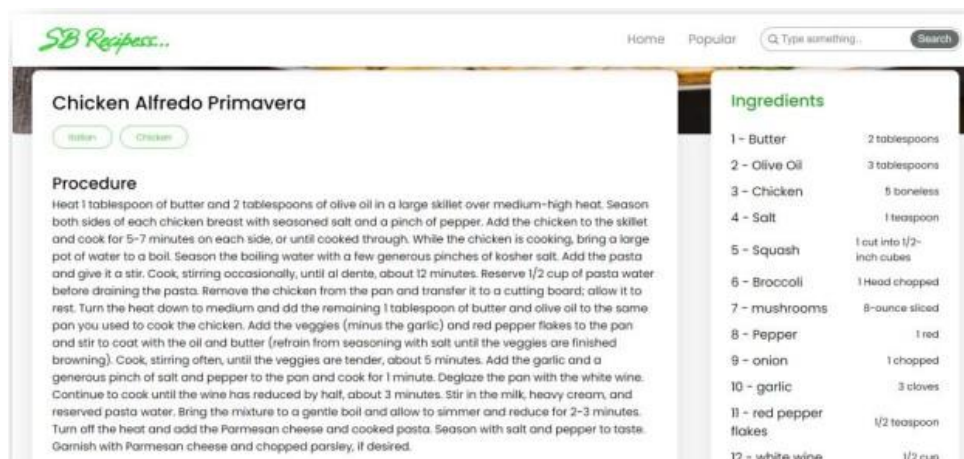 SB Recipess...
Home
Popular
Type something..
Search
Chicken Alfredo Primavera
Italian
Chicken
Procedure
Heat 1 tablespoon of butter and 2 tablespoons of olive oil in a large skillet over medium-high heat. Season
both sides of each chicken breast with seasoned salt and a pinch of pepper. Add the chicken to the skillet
and cook for 5-7 minutes on each side, or until cooked through. While the chicken is cooking, bring a large
pot of water to a boil. Season the boiling water with a few generous pinches of kosher salt. Add the pasta
and give it a stir. Cook, stirring occasionally, until al dente, about 12 minutes. Reserve 1/2 cup of pasta water
before draining the pasta. Remove the chicken from the pan and transfer it to a cutting board; allow it to
rest. Turn the heat down to medium and dd the remaining 1 tablespoon of butter and olive oil to the same
pan you used to cook the chicken. Add the veggies (minus the garlic) and red pepper flakes to the pan
and stir to coat with the oil and butter (refrain from seasoning with salt until the veggies are finished
browning). Cook, stirring often, until the veggies are tender, about 5 minutes. Add the garlic and a
generous pinch of salt and pepper to the pan and cook for 1 minute. Deglaze the pan with the white wine.
Continue to cook until the wine has reduced by half, about 3 minutes. Stir in the milk, heavy cream, and
reserved pasta water. Bring the mixture to a gentle boil and allow to simmer and reduce for 2-3 minutes.
Turn off the heat and add the Parmesan cheese and cooked pasta. Season with salt and pepper to taste.
Garnish with Parmesan cheese and chopped parsley, if desired.
Ingredients
1 - Butter 2 tablespoons
2 - Olive Oil 3 tablespoons
3 - Chicken 5 boneless
4 - Salt 1 teaspoon
5 - Squash 1 cut into 1/2-
inch cubes
6 - Broccoli 1 Head chopped
7 - mushrooms 8-ounce sliced
8 - Pepper 1 red
9 - onion 1 chopped
10 - garlic 3 cloves
11 - red pepper
flakes 1/2 teaspoon
12 - white wine 1/2 cup